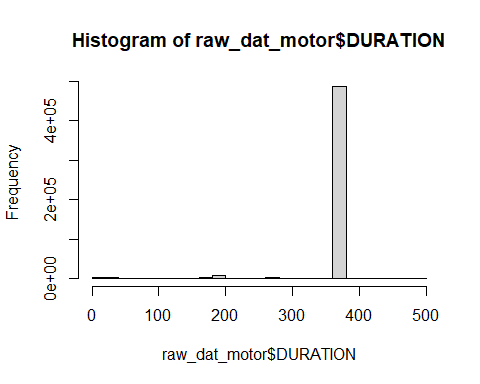 Histogram of raw_dat_motor$DURATION
Frequency
4e+05
2e+05
0e+00
0 100 200 300 400 500
raw_dat_motor$DURATION